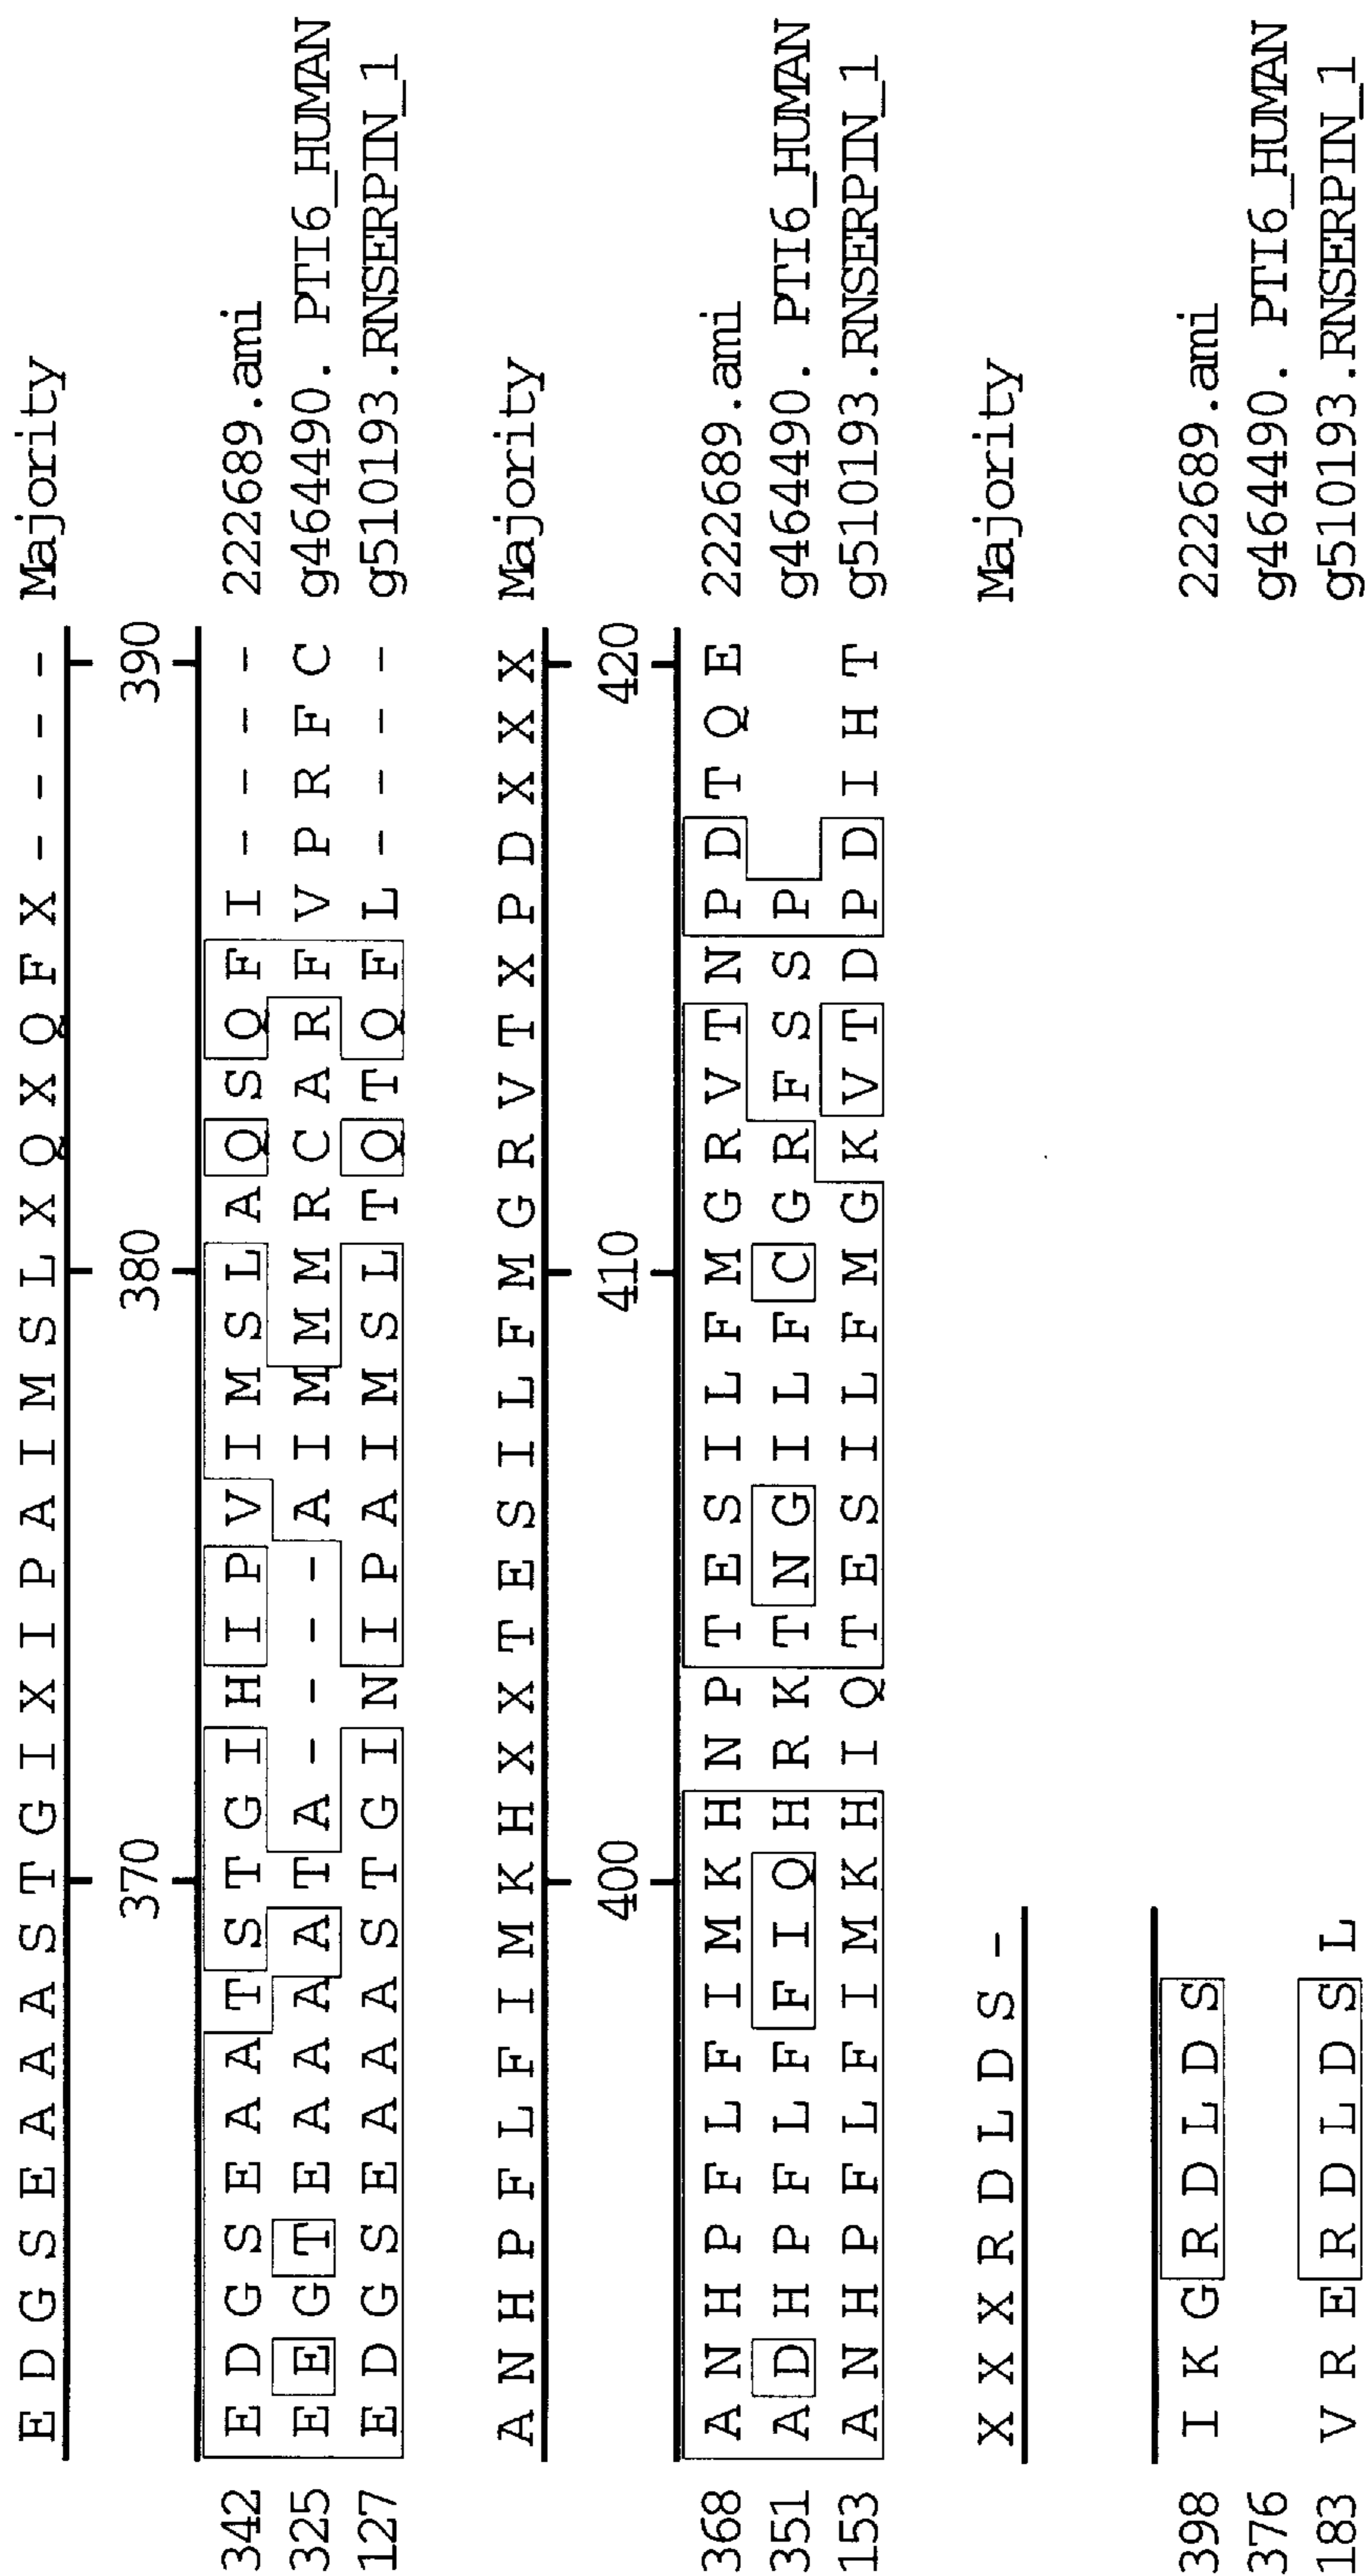 E D G S E A A A S T G I X I P A I M S L X Q X Q F X - - - - Majority
370 380 390
342 E D G S E A A T S T G I H I P V I M S L A Q S Q F I - - - - 222689.ami
325 E E G T E A A A A T A - - - - A I M M M R C A R F V P R F C g464490. PTI6_HUMAN
127 E D G S E A A A S T G I N I P A I M S L T Q T Q F L - - - - g510193.RNSERPIN_1
A N H P F L F I M K H X X T E S I L F M G R V T X P D X X X Majority
400 410 420
368 A N H P F L F I M K H N P T E S I L F M G R V T N P D T Q E 222689.ami
351 A D H P F L F F I Q H R K T N G I L F C G R F S S P g464490. PTI6_HUMAN
153 A N H P F L F I M K H I Q T E S I L F M G K V T D P D I H T g510193.RNSERPIN_1
X X X R D L D S - Majority
398 I K G R D L D S 222689.ami
376 g464490. PTI6_HUMAN
183 V R E R D L D S L g510193.RNSERPIN_1